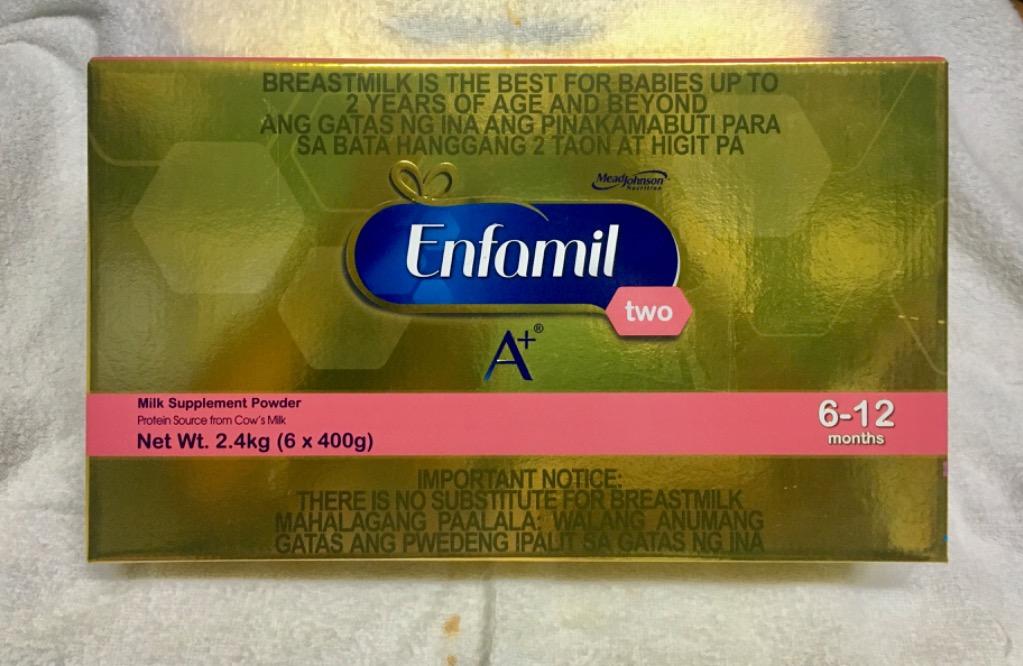 BREASTMILK IS THE BEST FOR BABIES UP TO
2 YEARS OF AGE AND BEYOND
ANG GATAS NG INA ANG PINAKAMABUTI PARA
SA BATA HANGGANG 2 TAON AT HIGIT PA
MeadJohnson
Nutrition
Enfamil
two
A+®
Milk Supplement Powder
Protein Source from Cow's Milk
Net Wt. 2.4kg (6 x 400g)
6-12
months
IMPORTANT NOTICE:
THERE IS NO SUBSTITUTE FOR BREASTMILK
MAHALAGANG PAALALA: WALANG ANUMANG
GATAS ANG PWEDENG IPALIT SA GATAS NG INA